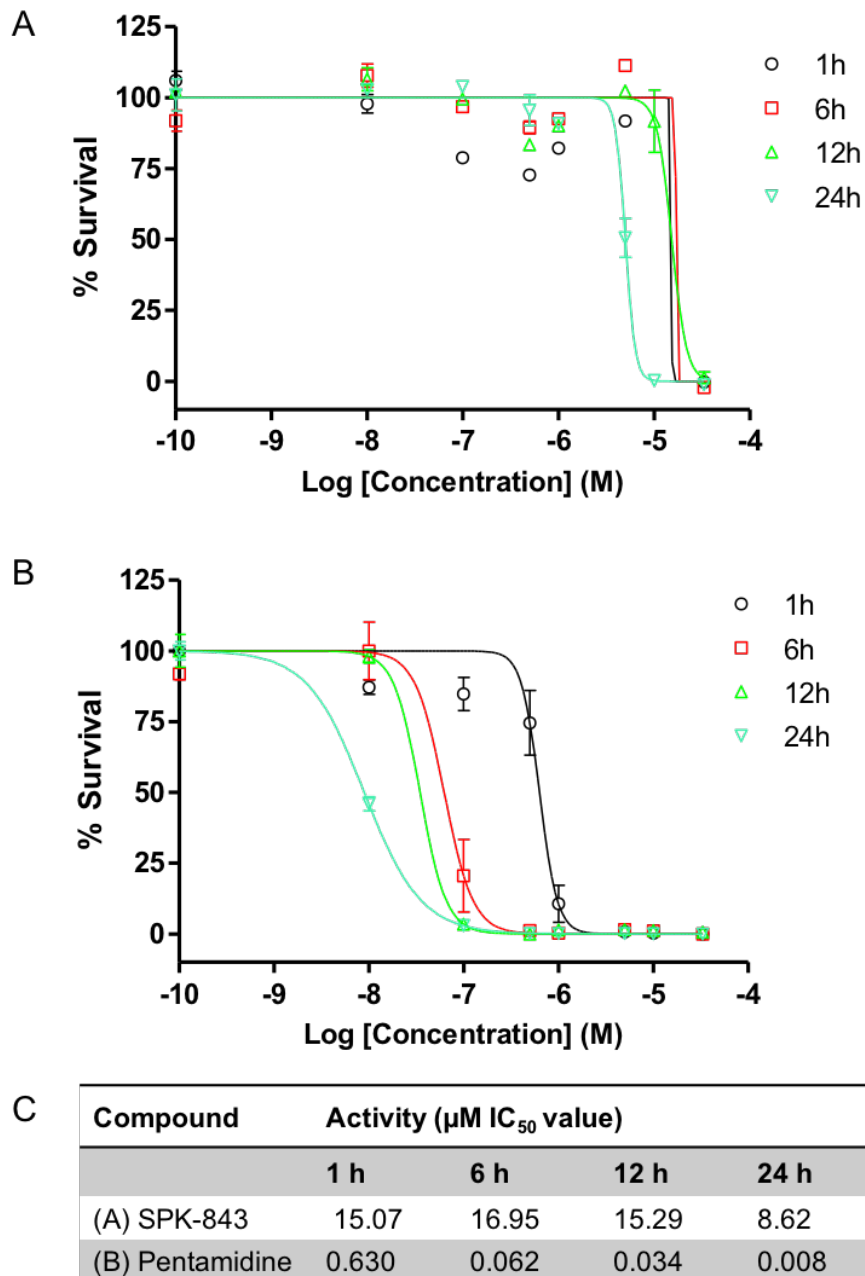 A
125
100
75
50
25
0
% Survival
-10 -9 -8 -7 -6 -5 -4
Log [Concentration] (M)
1h
6h
12h
24h
B
125
100
75
50
25
0
% Survival
-10 -9 -8 -7 -6 -5 -4
Log [Concentration] (M)
1h
6h
12h
24h
C
Compound Activity (µM IC₅₀ value)
1 h 6 h 12 h 24 h
(A) SPK-843 15.07 16.95 15.29 8.62
(B) Pentamidine 0.630 0.062 0.034 0.008